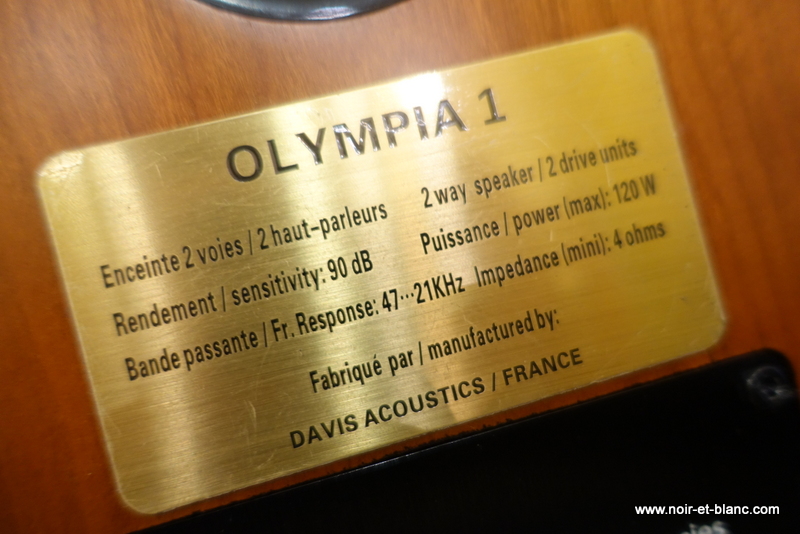 OLYMPIA 1
Enceinte 2 voies / 2 haut-parleurs 2 way speaker / 2 drive units
Rendement / sensitivity: 90 dB Puissance / power (max): 120 W
Bande passante / Fr. Response: 47...21KHz Impedance (mini): 4 ohms
Fabriqué par / manufactured by:
DAVIS ACOUSTICS / FRANCE
www.noir-et-blanc.com